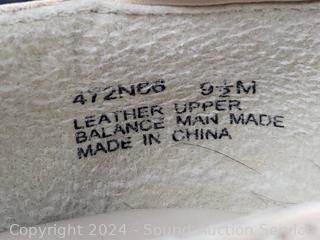 472N66 9½M
LEATHER UPPER
BALANCE MAN MADE
MADE IN CHINA
Copyright 2024 - Sound Auction Service